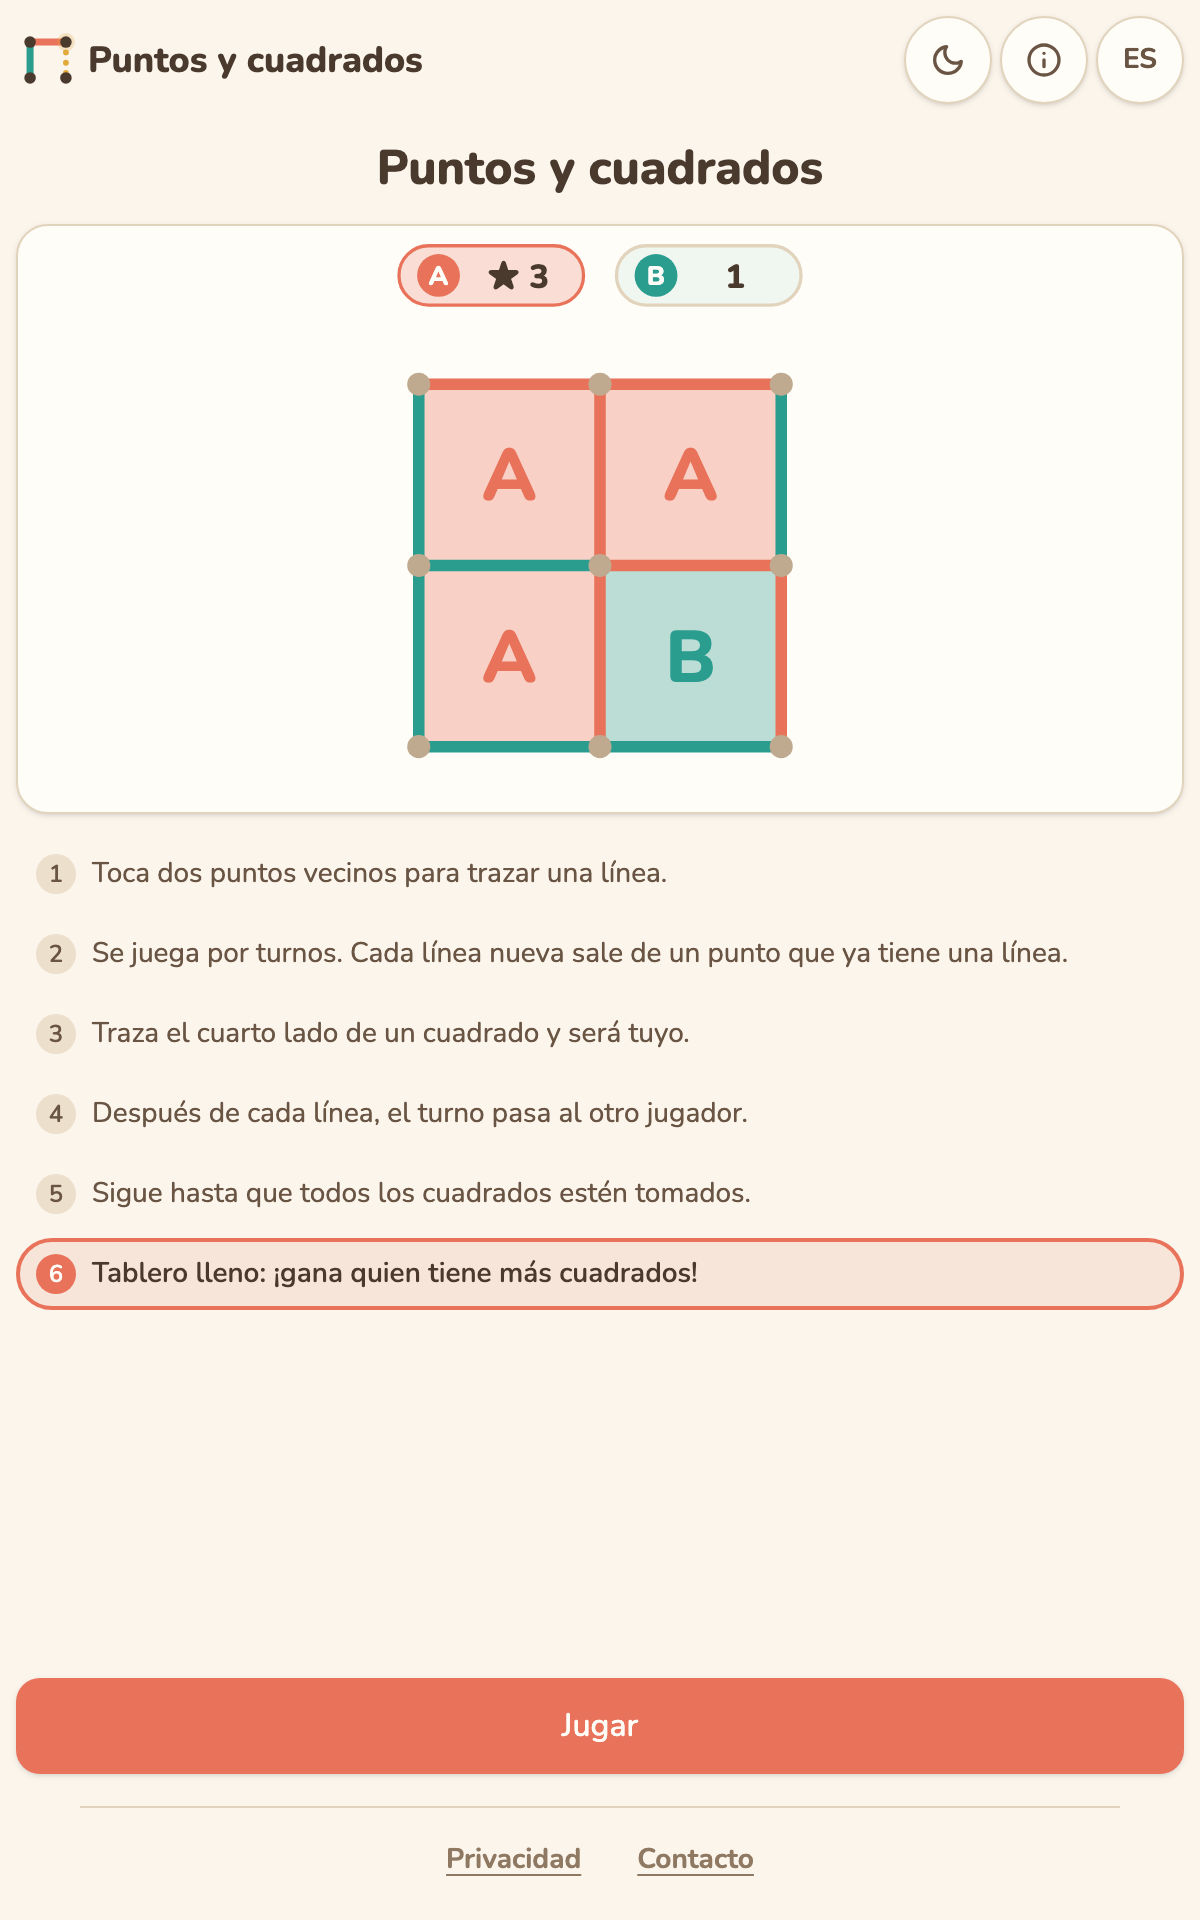 Puntos y cuadrados
ES
Puntos y cuadrados
A ★ 3
B 1
A A
A B
1 Toca dos puntos vecinos para trazar una línea.
2 Se juega por turnos. Cada línea nueva sale de un punto que ya tiene una línea.
3 Traza el cuarto lado de un cuadrado y será tuyo.
4 Después de cada línea, el turno pasa al otro jugador.
5 Sigue hasta que todos los cuadrados estén tomados.
6 Tablero lleno: ¡gana quien tiene más cuadrados!
Jugar
Privacidad
Contacto